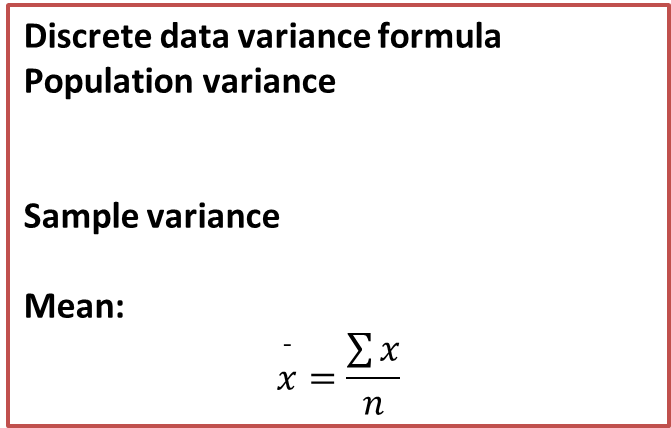 Discrete data variance formula
Population variance
Sample variance
Mean:
x̄ = ∑ x / n